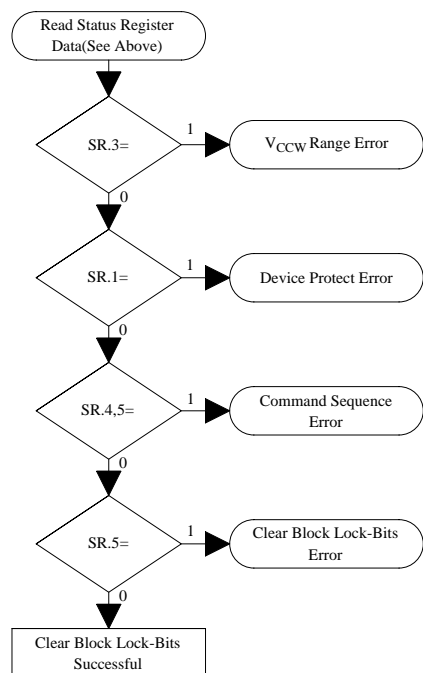 Read Status Register
Data(See Above)
SR.3=
1
VCCW Range Error
0
SR.1=
1
Device Protect Error
0
SR.4,5=
1
Command Sequence
Error
0
SR.5=
1
Clear Block Lock-Bits
Error
0
Clear Block Lock-Bits
Successful